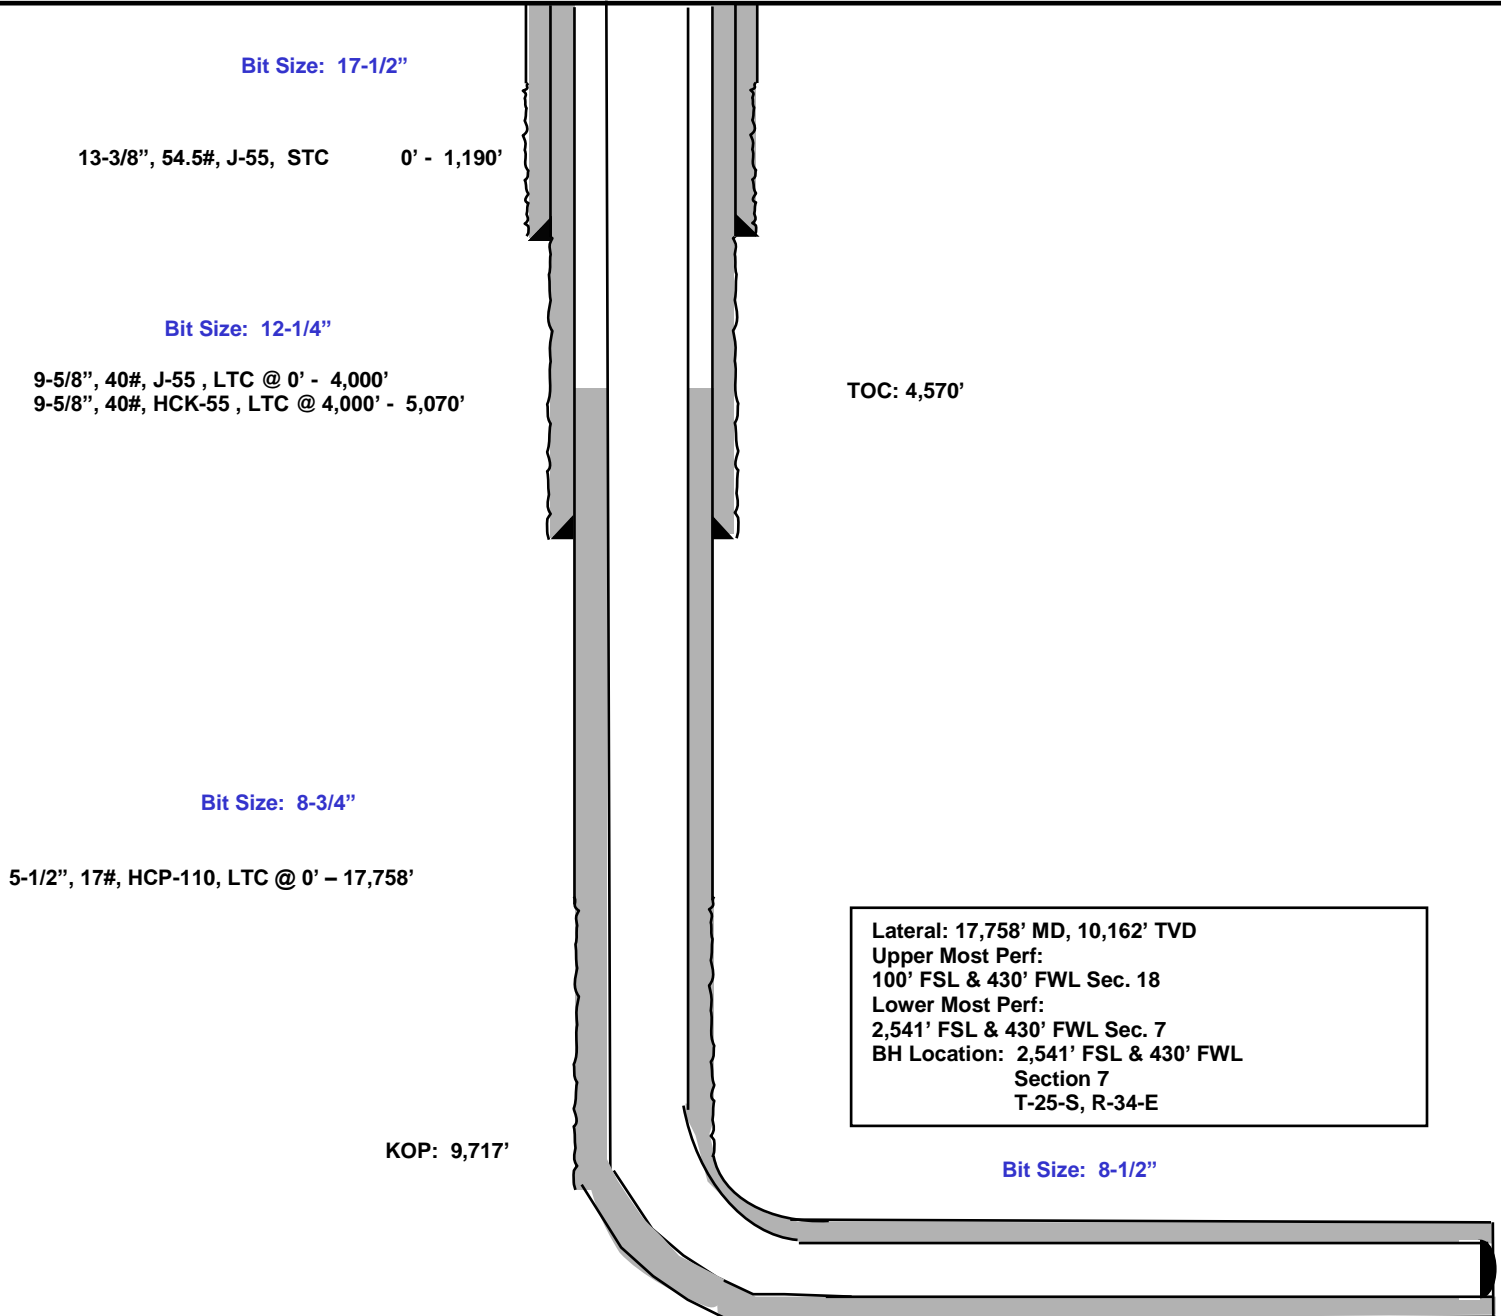 Bit Size: 17-1/2”
13-3/8”, 54.5#, J-55, STC 0’ - 1,190’
Bit Size: 12-1/4”
9-5/8”, 40#, J-55 , LTC @ 0’ - 4,000’
9-5/8”, 40#, HCK-55 , LTC @ 4,000’ - 5,070’
TOC: 4,570’
Bit Size: 8-3/4”
5-1/2”, 17#, HCP-110, LTC @ 0’ – 17,758’
Lateral: 17,758’ MD, 10,162’ TVD
Upper Most Perf:
100’ FSL & 430’ FWL Sec. 18
Lower Most Perf:
2,541’ FSL & 430’ FWL Sec. 7
BH Location: 2,541’ FSL & 430’ FWL
Section 7
T-25-S, R-34-E
KOP: 9,717’
Bit Size: 8-1/2”